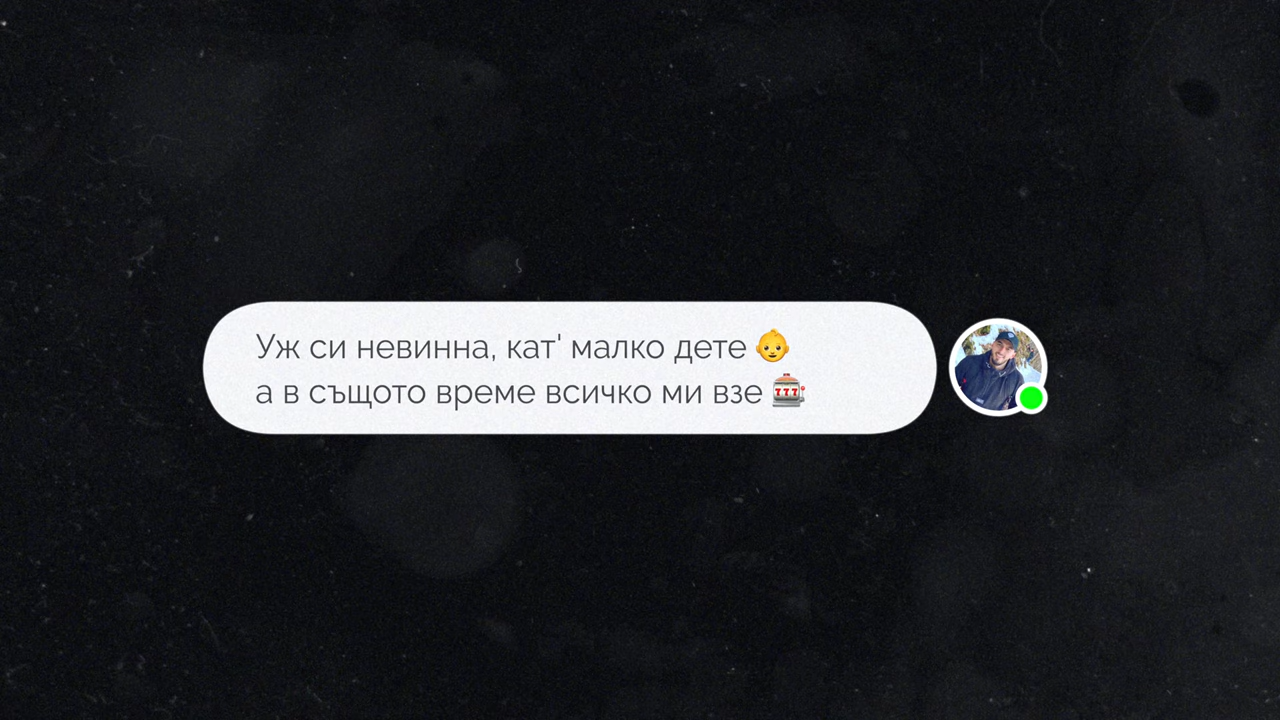 Уж си невинна, кат' малко дете 👶
а в същото време всичко ми взе 🎰